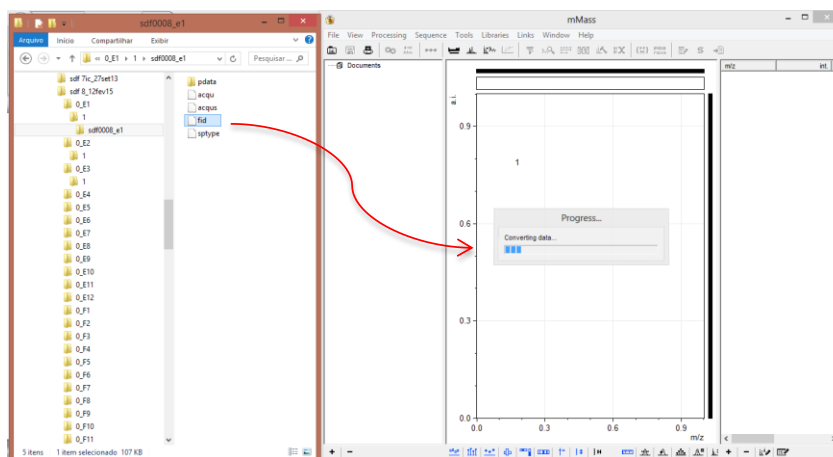 sdf0008_e1
Arquivo Início Compartilhar Exibir
« 0_E1 1 sdf0008_e1 Pesquisar ...
sdf 7ic_27set13
sdf 8_12fev15
0_E1
1
sdf0008_e1
0_E2
1
0_E3
1
0_E4
0_E5
0_E6
0_E7
0_E8
0_E9
0_E10
0_E11
0_E12
0_F1
0_F2
0_F3
0_F4
0_F5
0_F6
0_F7
0_F8
0_F9
0_F10
0_F11
pdata
acqu
acqus
fid
sptype
5 itens 1 item selecionado 107 KB
mMass
File View Processing Sequence Tools Libraries Links Window Help
Documents
a.i.
0.9
1
0.6
Progress...
Converting data...
0.3
0.0
0.0 0.3 0.6 0.9
m/z
m/z int.